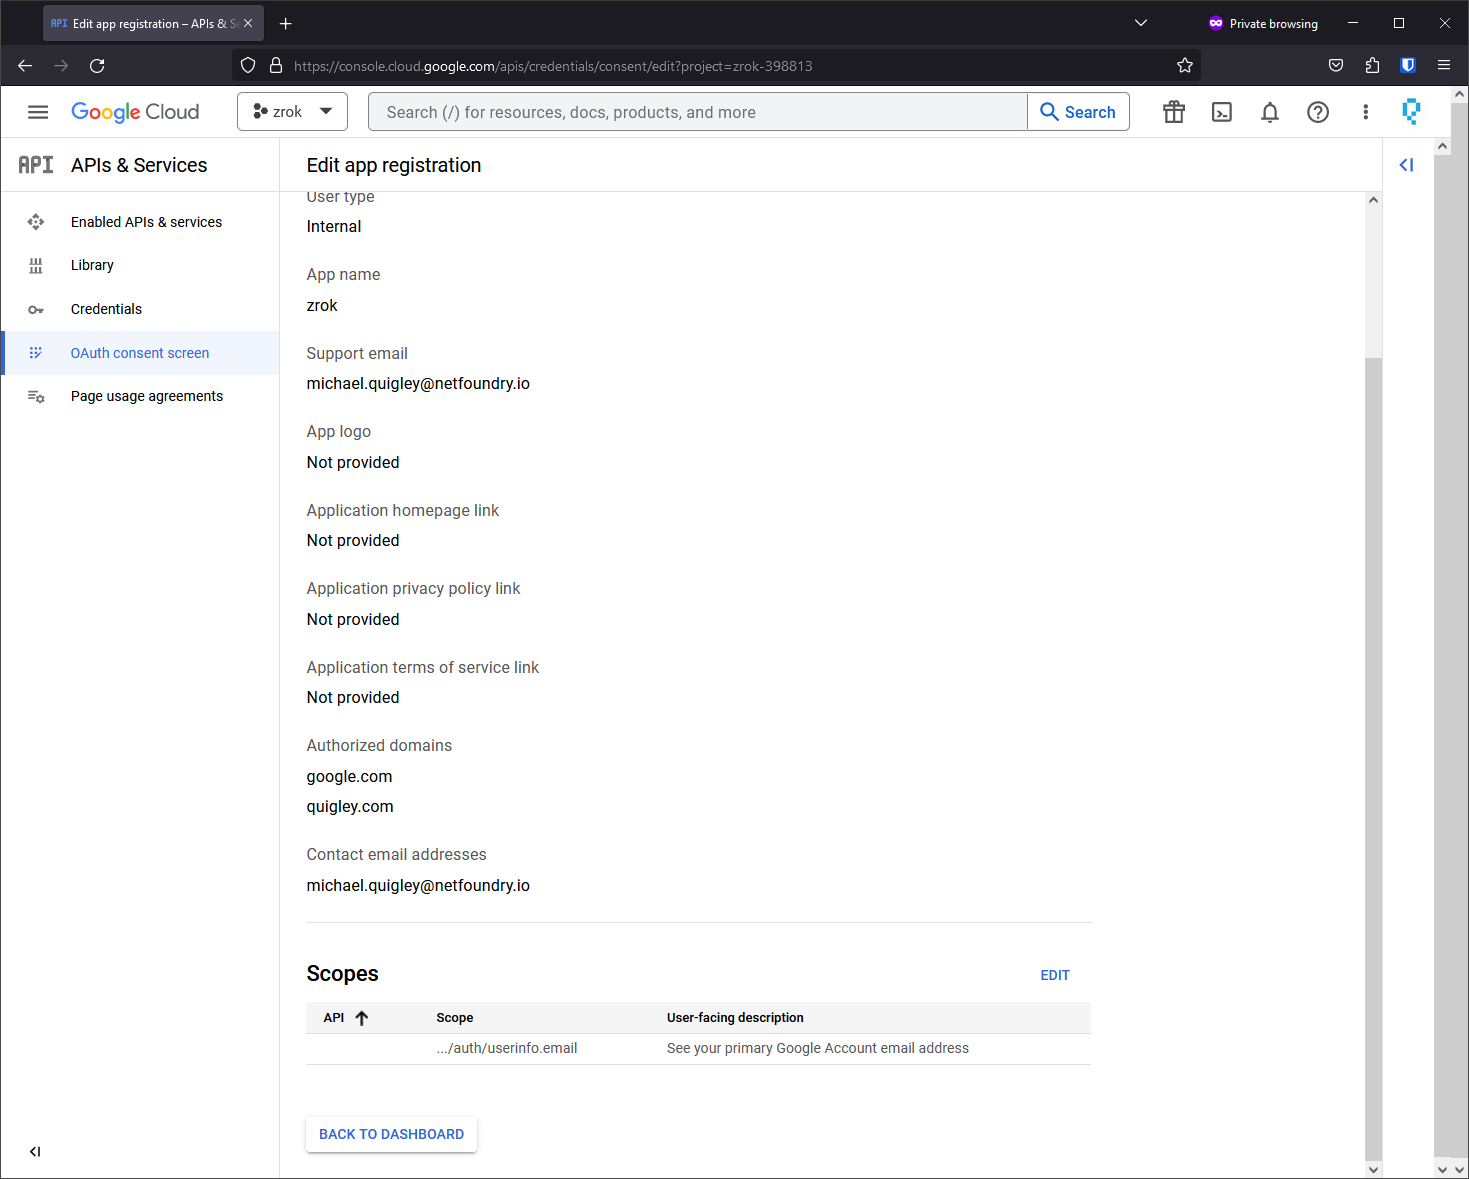 API Edit app registration – APIs & S
Private browsing
https://console.cloud.google.com/apis/credentials/consent/edit?project=zrok-398813
Google Cloud
zrok
Search (/) for resources, docs, products, and more
Search
API
APIs & Services
Edit app registration
Enabled APIs & services
Library
Credentials
OAuth consent screen
Page usage agreements
User type
Internal
App name
zrok
Support email
michael.quigley@netfoundry.io
App logo
Not provided
Application homepage link
Not provided
Application privacy policy link
Not provided
Application terms of service link
Not provided
Authorized domains
google.com
quigley.com
Contact email addresses
michael.quigley@netfoundry.io
Scopes
EDIT
API Scope User-facing description
.../auth/userinfo.email See your primary Google Account email address
BACK TO DASHBOARD